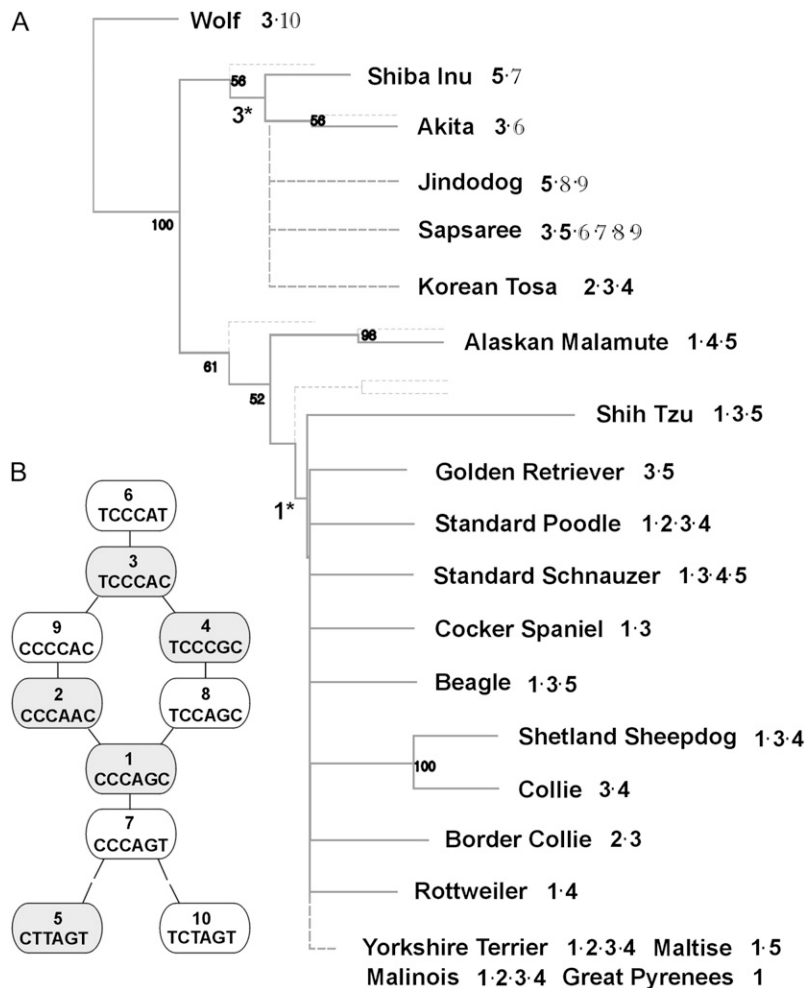 A
Wolf 3·10
56
Shiba Inu 5·7
3*
56
Akita 3·6
Jindodog 5·8·9
100
Sapsaree 3·5·6·7·8·9
Korean Tosa 2·3·4
98
Alaskan Malamute 1·4·5
61
52
Shih Tzu 1·3·5
Golden Retriever 3·5
1*
Standard Poodle 1·2·3·4
Standard Schnauzer 1·3·4·5
Cocker Spaniel 1·3
Beagle 1·3·5
Shetland Sheepdog 1·3·4
100
Collie 3·4
Border Collie 2·3
Rottweiler 1·4
Yorkshire Terrier 1·2·3·4 Maltise 1·5
Malinois 1·2·3·4 Great Pyrenees 1
B
6
TCCCAT
3
TCCCAC
9
CCCCAC
4
TCCCGC
2
CCCAAC
8
TCCAGC
1
CCCAGC
7
CCCAGT
5
CTTAGT
10
TCTAGT